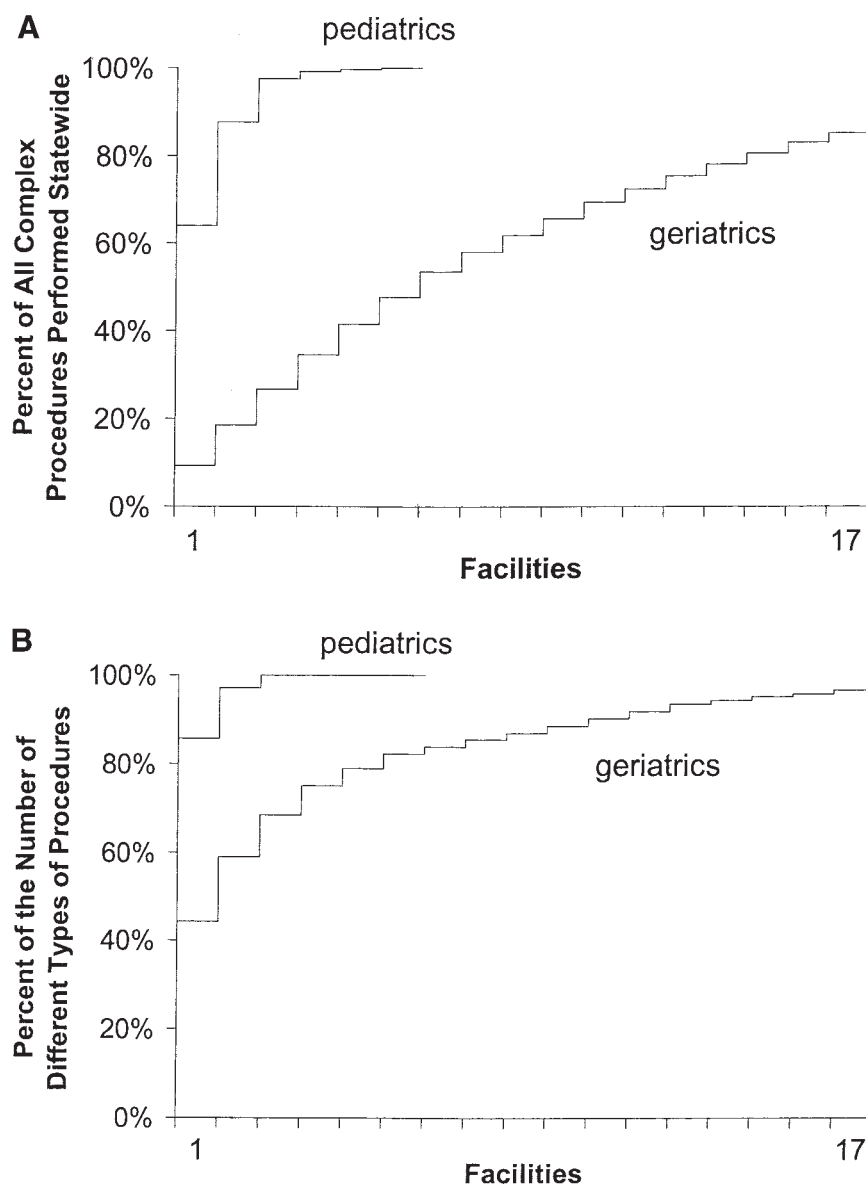 A
pediatrics
Percent of All Complex
Procedures Performed Statewide
100%
80%
60%
40%
20%
0%
geriatrics
1
17
Facilities
B
pediatrics
Percent of the Number of
Different Types of Procedures
100%
80%
60%
40%
20%
0%
geriatrics
1
17
Facilities